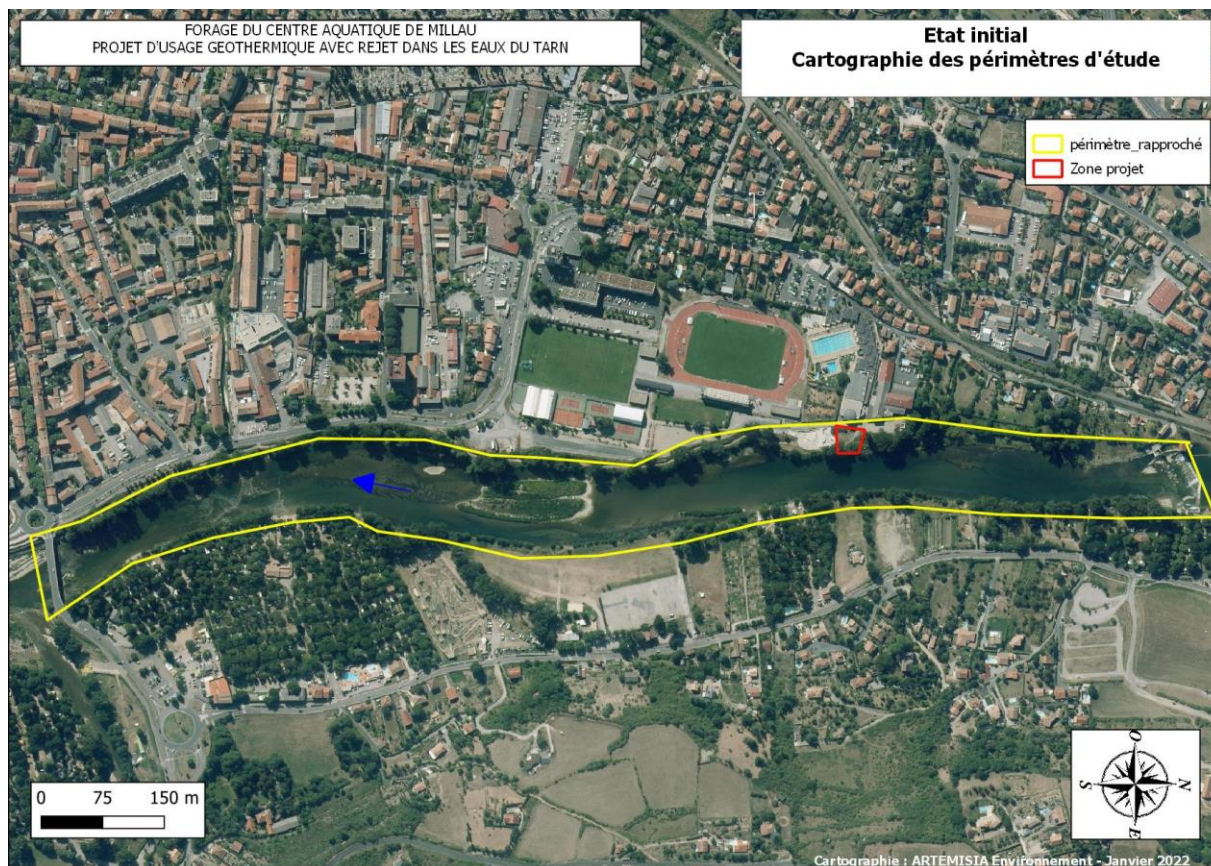 FORAGE DU CENTRE AQUATIQUE DE MILLAU
PROJET D'USAGE GEOTHERMIQUE AVEC REJET DANS LES EAUX DU TARN
Etat initial
Cartographie des périmètres d'étude
périmètre_rapproché
Zone projet
0 75 150 m
O
S N
E
Cartographie : ARTEMISIA Environnement - Janvier 2022